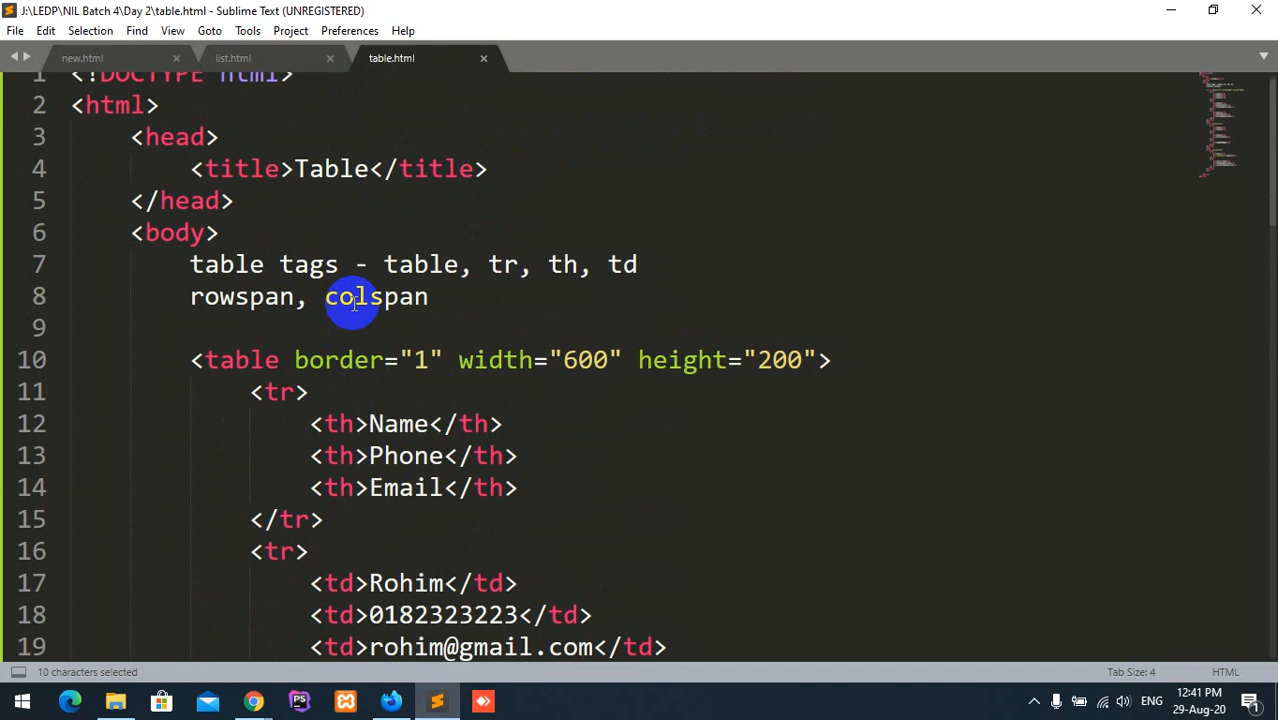 J:\LEDP\NIL Batch 4\Day 2\table.html - Sublime Text (UNREGISTERED)
File Edit Selection Find View Goto Tools Project Preferences Help
new.html list.html table.html
1 <!DOCTYPE html>
2 <html>
3 <head>
4 <title>Table</title>
5 </head>
6 <body>
7 table tags - table, tr, th, td
8 rowspan, colspan
9
10 <table border="1" width="600" height="200">
11 <tr>
12 <th>Name</th>
13 <th>Phone</th>
14 <th>Email</th>
15 </tr>
16 <tr>
17 <td>Rohim</td>
18 <td>0182323223</td>
19 <td>rohim@gmail.com</td>
10 characters selected Tab Size: 4 HTML
PS
ENG 12:41 PM
29-Aug-20
1